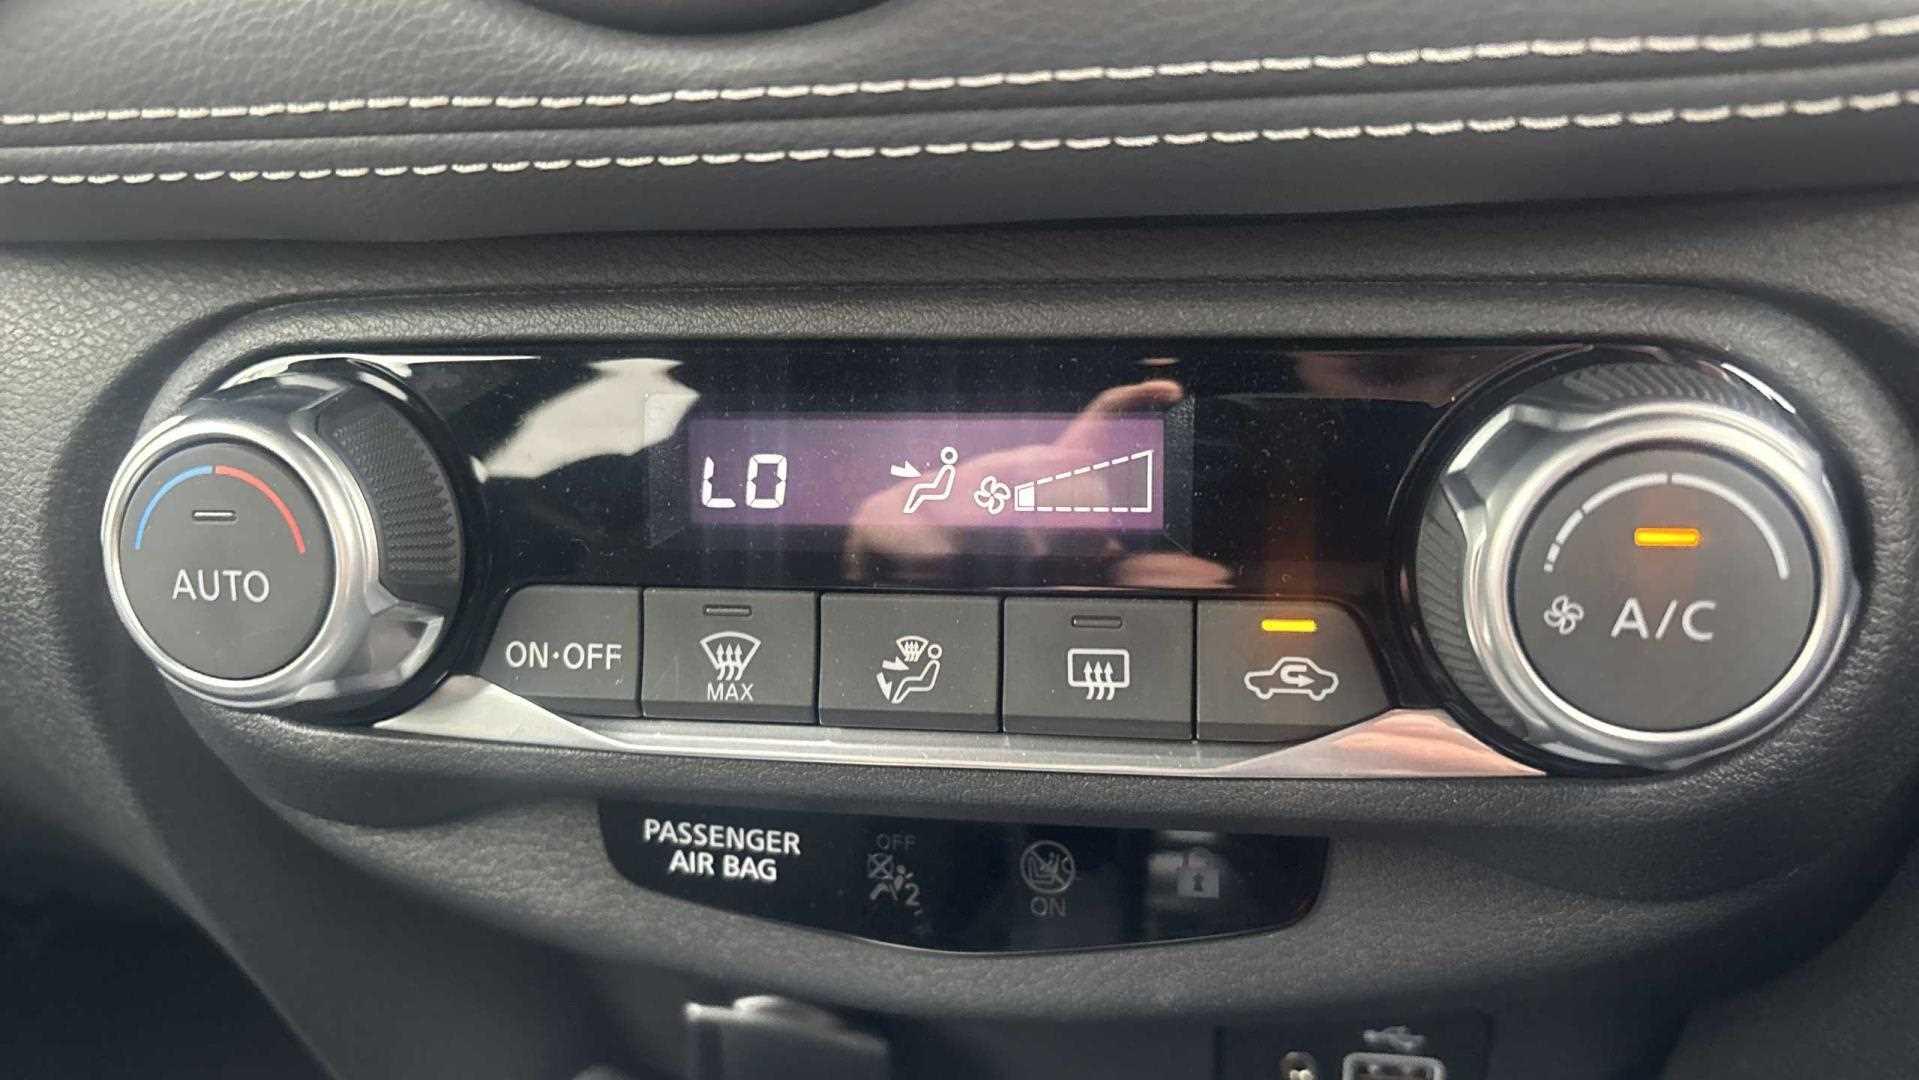 LO
AUTO
A/C
ON·OFF
MAX
PASSENGER
AIR BAG
OFF
2
ON